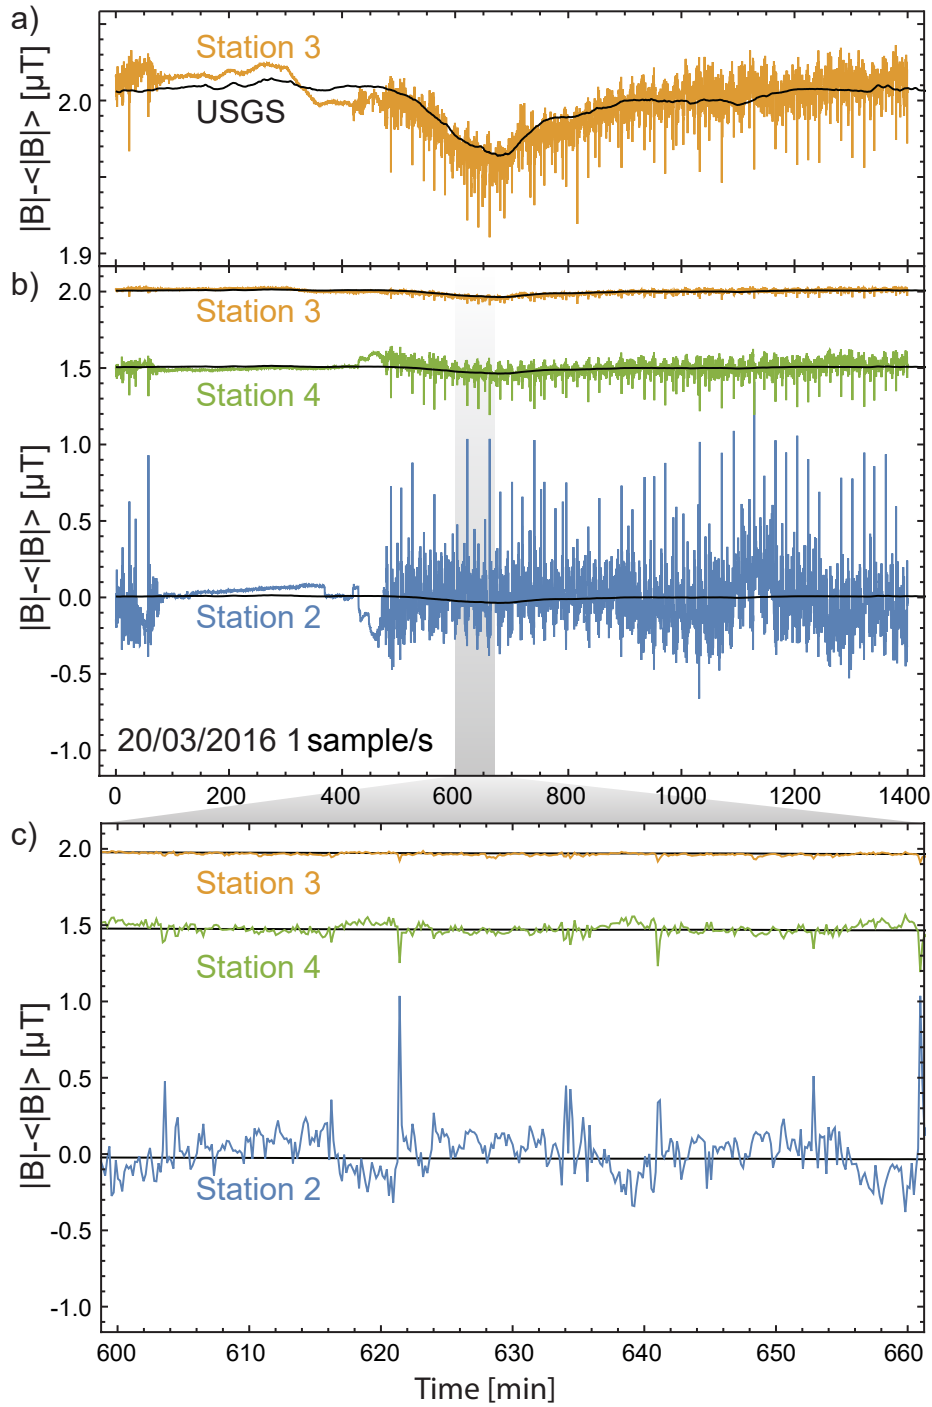 a)
|B|-<|B|> [µT]
Station 3
USGS
2.0
1.9
b)
|B|-<|B|> [µT]
2.0
Station 3
1.5
Station 4
1.0
0.5
0.0
Station 2
-0.5
-1.0
20/03/2016 1 sample/s
0 200 400 600 800 1000 1200 1400
c)
|B|-<|B|> [µT]
2.0
Station 3
1.5
Station 4
1.0
0.5
0.0
Station 2
-0.5
-1.0
600 610 620 630 640 650 660
Time [min]